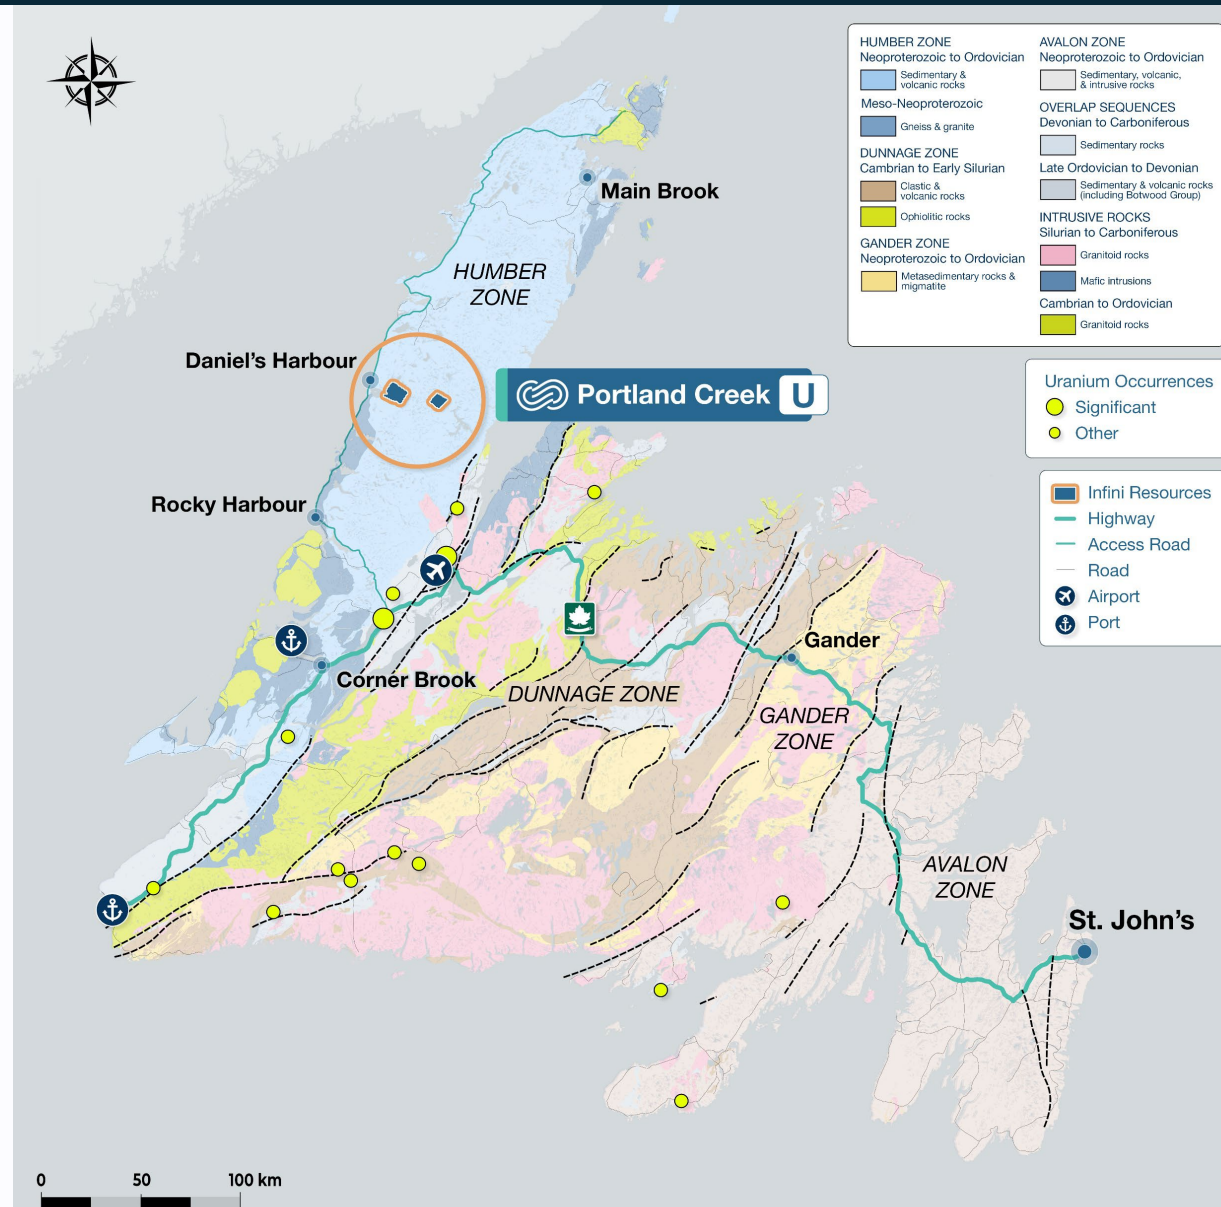 HUMBER ZONE
Neoproterozoic to Ordovician
Sedimentary &
volcanic rocks
Meso-Neoproterozoic
Gneiss & granite
DUNNAGE ZONE
Cambrian to Early Silurian
Clastic &
volcanic rocks
Ophiolitic rocks
GANDER ZONE
Neoproterozoic to Ordovician
Metasedimentary rocks &
migmatite
AVALON ZONE
Neoproterozoic to Ordovician
Sedimentary, volcanic,
& intrusive rocks
OVERLAP SEQUENCES
Devonian to Carboniferous
Sedimentary rocks
Late Ordovician to Devonian
Sedimentary & volcanic rocks
(including Botwood Group)
INTRUSIVE ROCKS
Silurian to Carboniferous
Granitoid rocks
Mafic intrusions
Cambrian to Ordovician
Granitoid rocks
Main Brook
HUMBER
ZONE
Daniel's Harbour
Portland Creek U
Uranium Occurrences
Significant
Other
Infini Resources
Highway
Access Road
Road
Airport
Port
Rocky Harbour
Gander
Corner Brook
DUNNAGE ZONE
GANDER
ZONE
AVALON
ZONE
St. John's
0 50 100 km